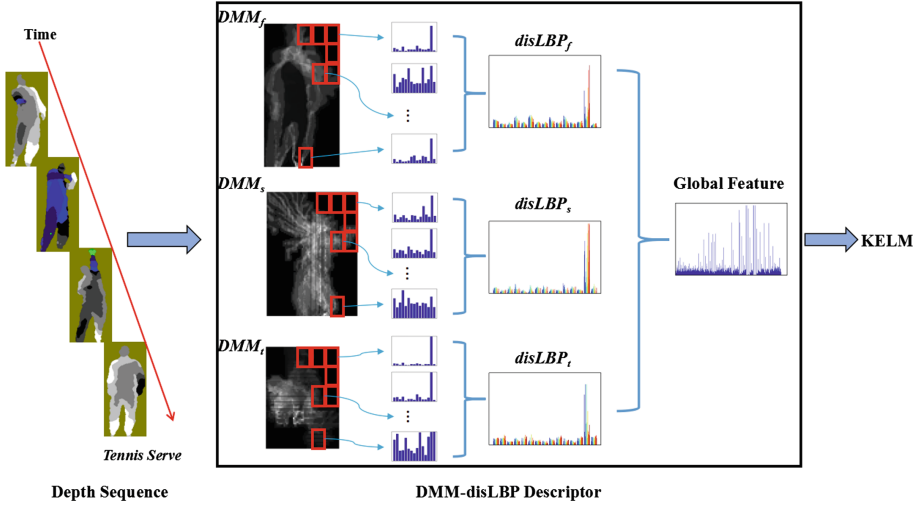 Time
Tennis Serve
Depth Sequence
DMMf
disLBPf
DMMs
disLBPs
DMMt
disLBPt
Global Feature
KELM
DMM-disLBP Descriptor